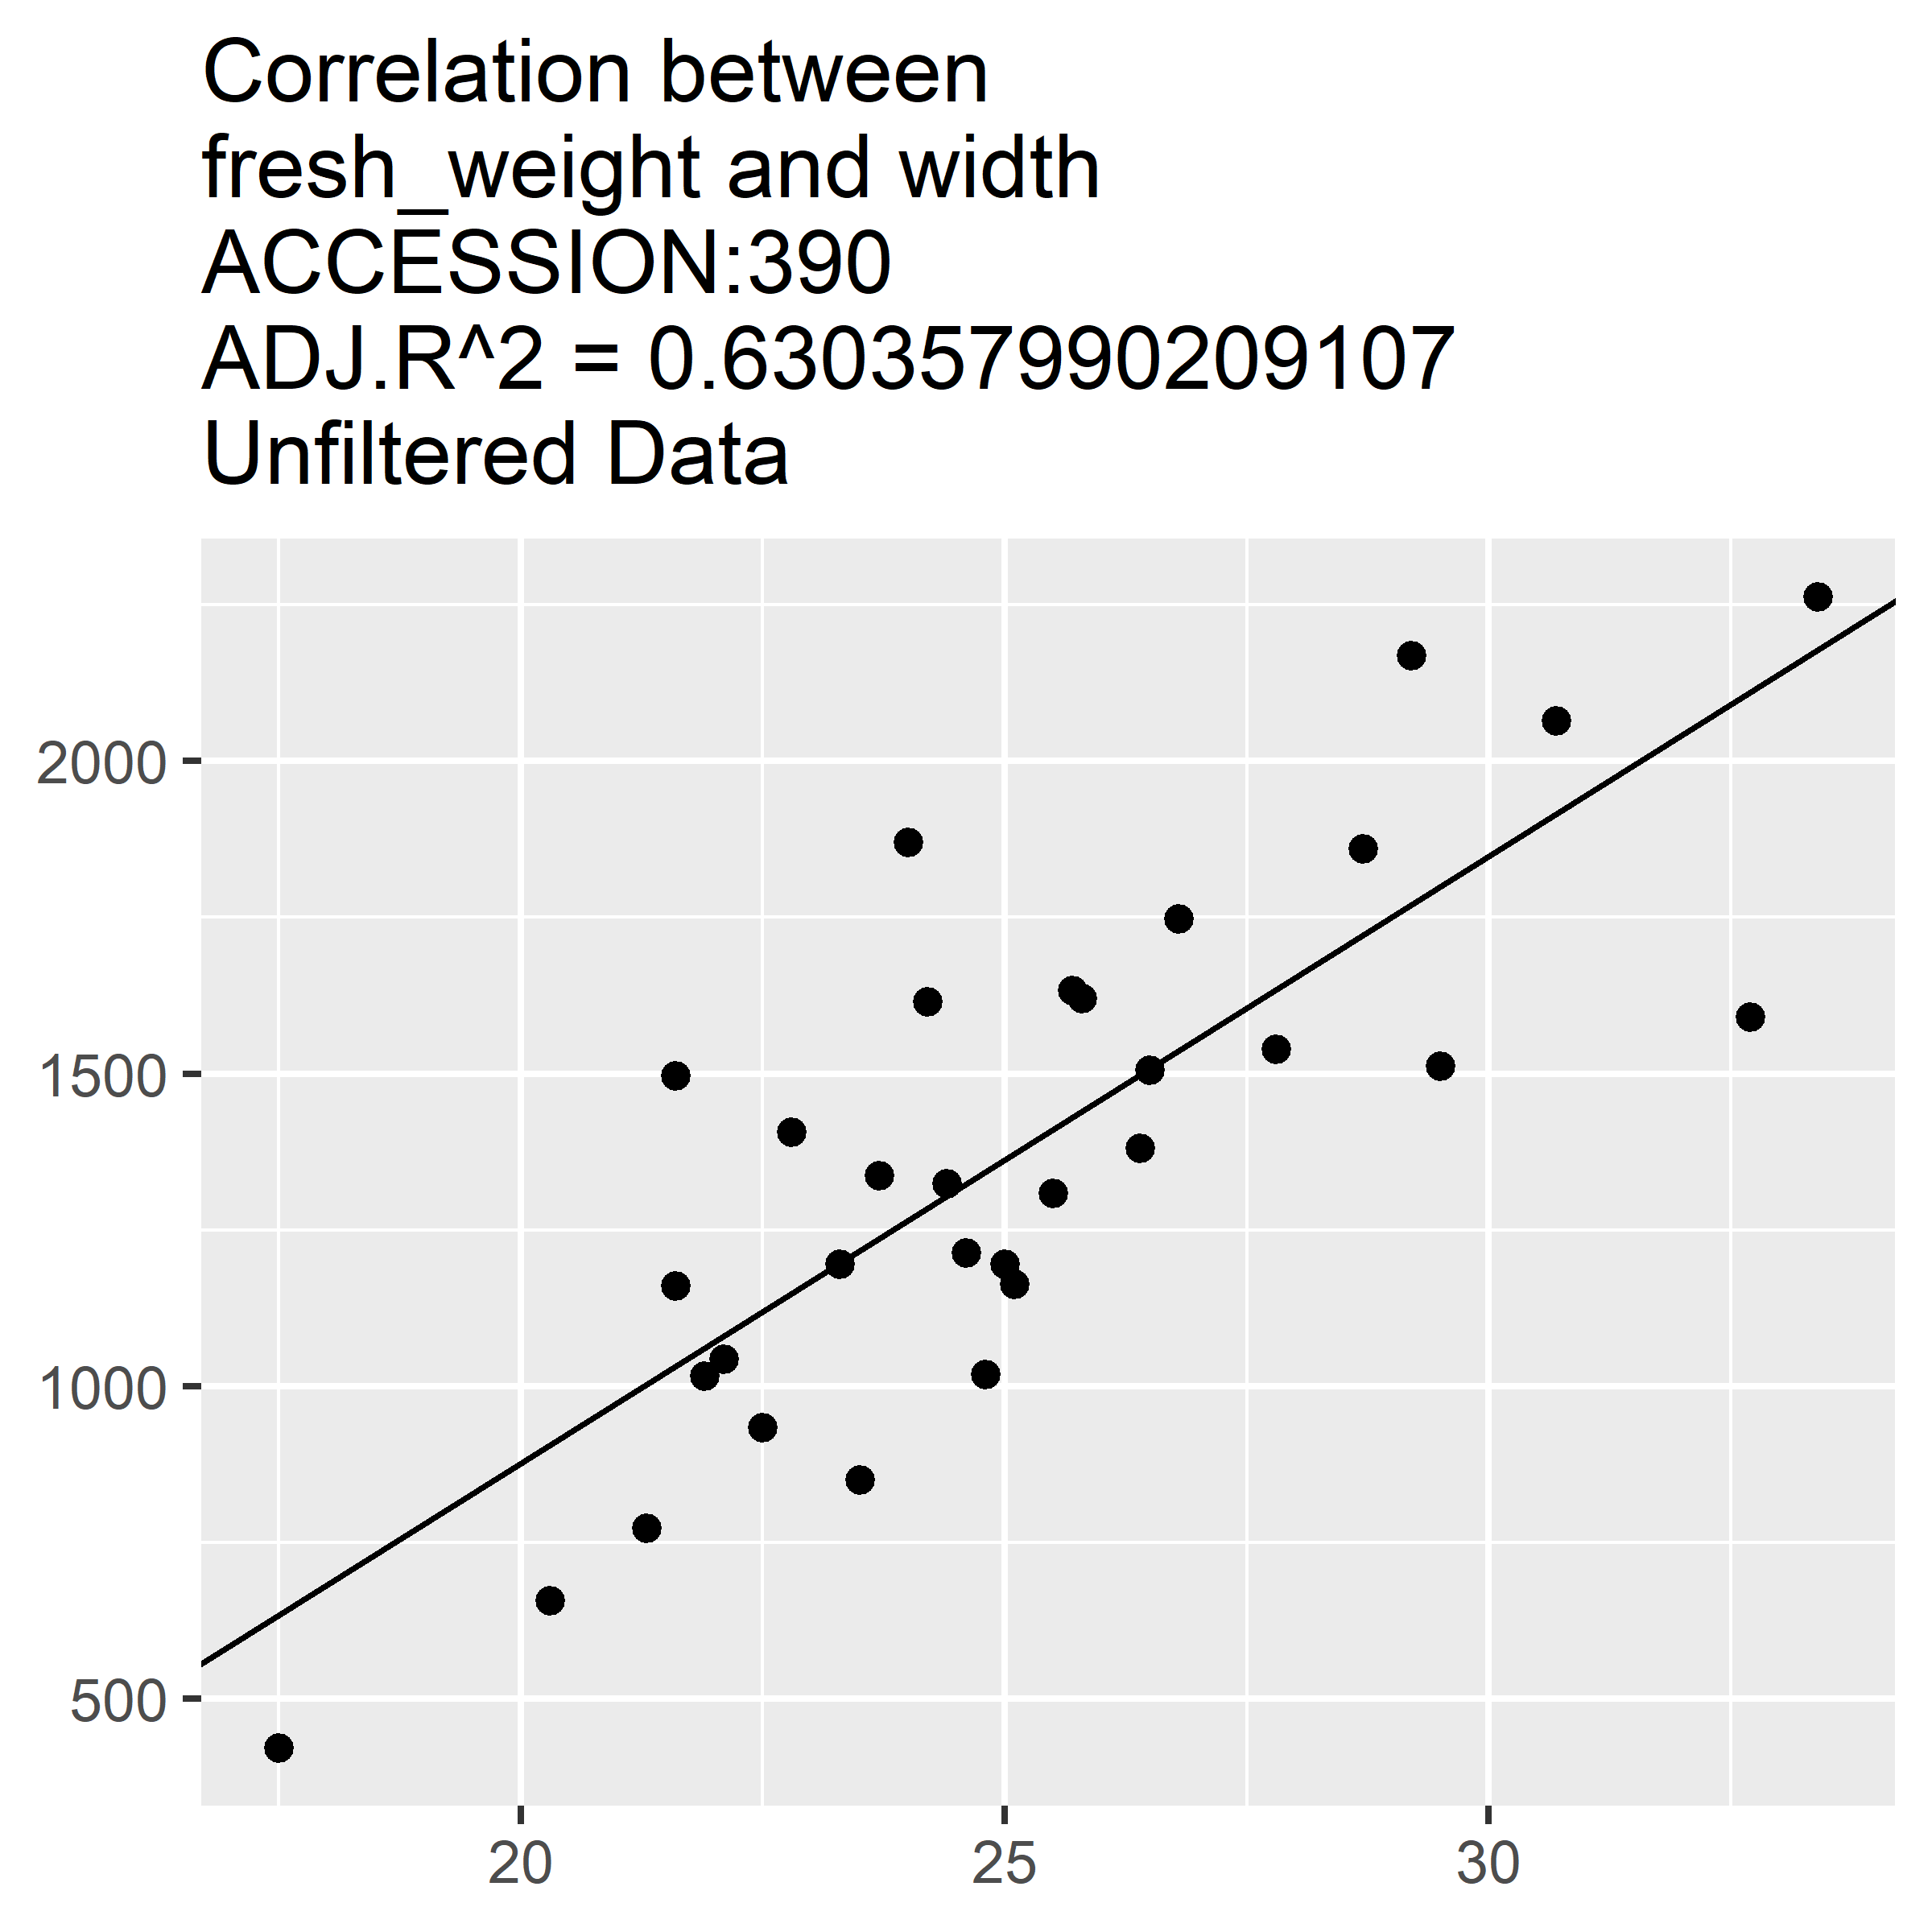 Correlation between
fresh_weight and width
ACCESSION:390
ADJ.R^2 = 0.630357990209107
Unfiltered Data
2000
1500
1000
500
20
25
30